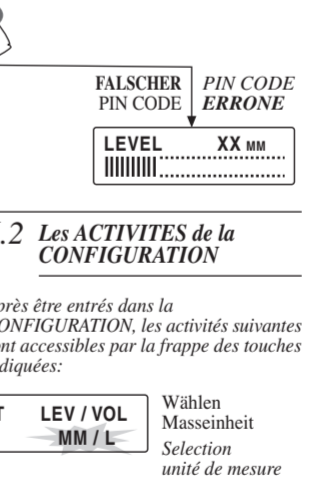 FALSCHER PIN CODE
PIN CODE ERRONE
LEVEL XX MM
.2 Les ACTIVITES de la
CONFIGURATION
près être entrés dans la
ONFIGURATION, les activités suivantes
nt accessibles par la frappe des touches
diquées:
T LEV / VOL
MM / L
Wählen
Masseinheit
Selection
unité de mesure